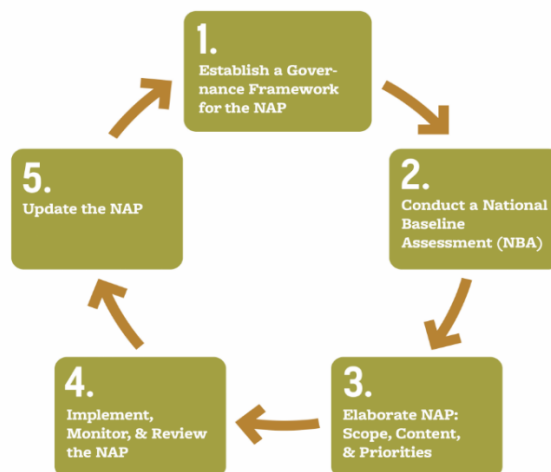 1.
Establish a Gover-
nance Framework
for the NAP
2.
Conduct a National
Baseline
Assessment (NBA)
3.
Elaborate NAP:
Scope, Content,
& Priorities
4.
Implement,
Monitor, & Review
the NAP
5.
Update the NAP